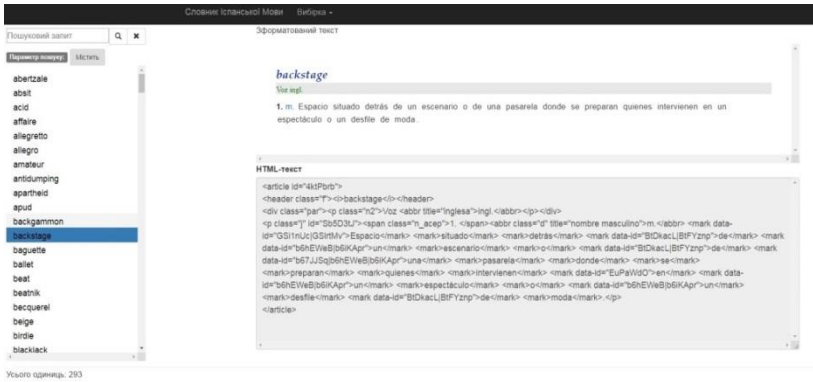 Словник Іспанської Мови Вибірка
Пошуковий запит
Параметр пошуку: Містить
abertzale
absit
acid
affaire
allegretto
allegro
amateur
antidumping
apartheid
apud
backgammon
backstage
baguette
ballet
beat
beatnik
becquerel
beige
birdie
blackjack
Усього одиниць: 293
Зформатований текст
backstage
Voz ingl.
1. m. Espacio situado detrás de un escenario o de una pasarela donde se preparan quienes intervienen en un
espectáculo o un desfile de moda.
HTML-текст
<article id="4ktPbrb">
<header class="f"><i>backstage</i></header>
<div class="par"><p class="n2">Voz <abbr title="inglesa">ingl.</abbr></p></div>
<p class="j" id="Sb5D3tJ"><span class="n_acep">1. </span><abbr class="d" title="nombre masculino">m.</abbr> <mark data-
id="GSi1nUc|GSIrtMv">Espacio</mark> <mark>situado</mark> <mark>detrás</mark> <mark data-id="BtDkacL|BtFYznp">de</mark> <mark
data-id="b6hEWeB|b6iKApr">un</mark> <mark>escenario</mark> <mark>o</mark> <mark data-id="BtDkacL|BtFYznp">de</mark> <mark
data-id="b67JJSq|b6hEWeB|b6iKApr">una</mark> <mark>pasarela</mark> <mark>donde</mark> <mark>se</mark>
<mark>preparan</mark> <mark>quienes</mark> <mark>intervienen</mark> <mark data-id="EuPaWdO">en</mark> <mark data-
id="b6hEWeB|b6iKApr">un</mark> <mark>espectáculo</mark> <mark>o</mark> <mark data-id="b6hEWeB|b6iKApr">un</mark>
<mark>desfile</mark> <mark data-id="BtDkacL|BtFYznp">de</mark> <mark>moda</mark>.</p>
</article>